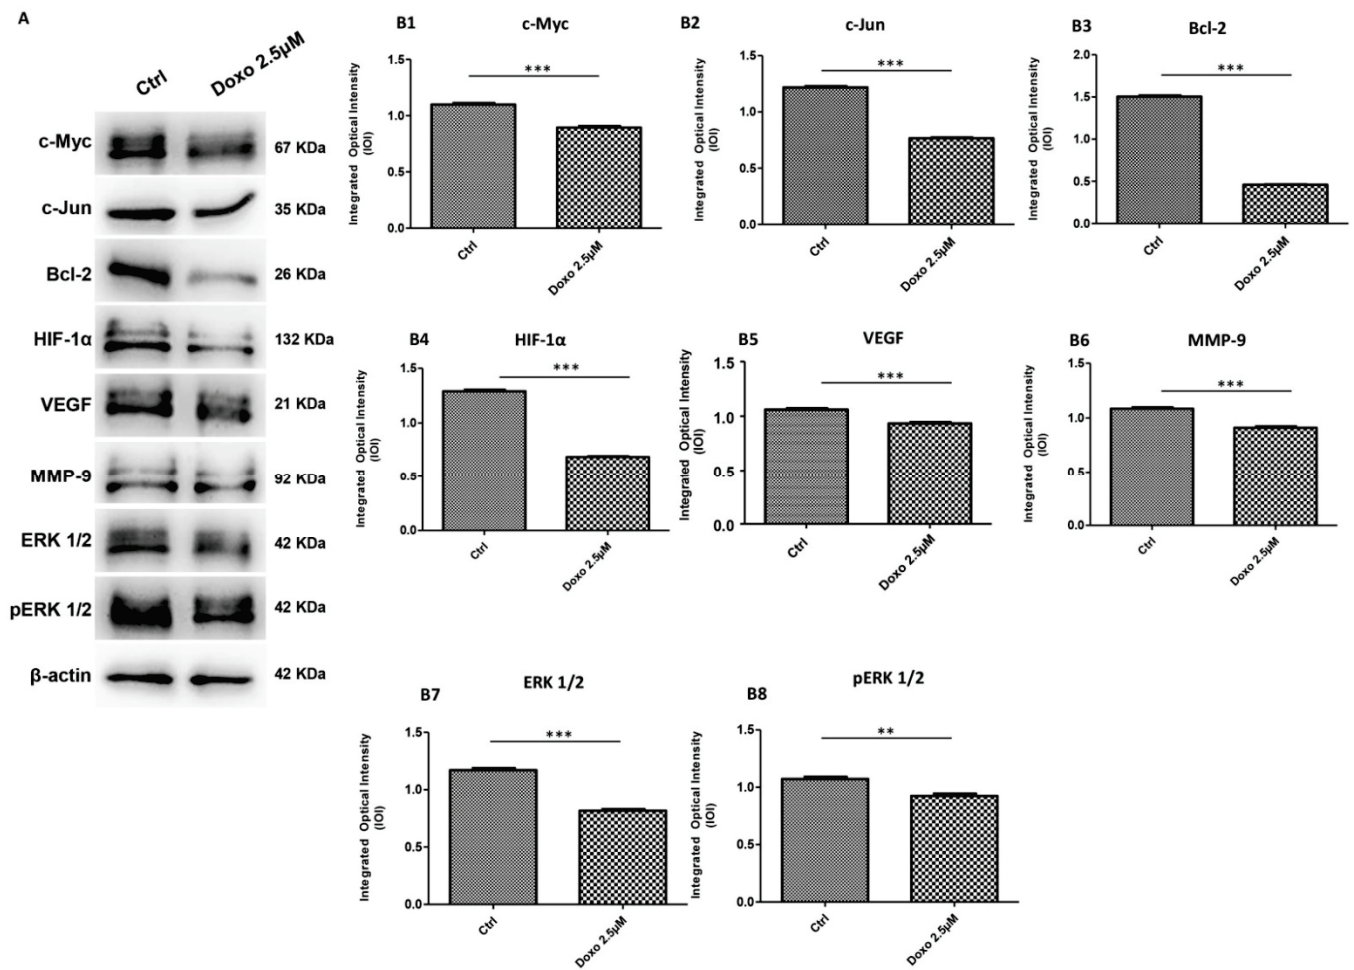 A
Ctrl
Doxo 2.5µM
c-Myc
67 KDa
c-Jun
35 KDa
Bcl-2
26 KDa
HIF-1α
132 KDa
VEGF
21 KDa
MMP-9
92 KDa
ERK 1/2
42 KDa
pERK 1/2
42 KDa
β-actin
42 KDa
B1
c-Myc
Integrated Optical Intensity
(IOI)
1.5
1.0
0.5
0.0
***
Ctrl
Doxo 2.5µM
B2
c-Jun
Integrated Optical Intensity
(IOI)
1.5
1.0
0.5
0.0
***
Ctrl
Doxo 2.5µM
B3
Bcl-2
Integrated Optical Intensity
(IOI)
2.0
1.5
1.0
0.5
0.0
***
Ctrl
Doxo 2.5µM
B4
HIF-1α
Integrated Optical Intensity
(IOI)
1.5
1.0
0.5
0.0
***
Ctrl
Doxo 2.5µM
B5
VEGF
Integrated Optical Intensity
(IOI)
1.5
1.0
0.5
0.0
***
Ctrl
Doxo 2.5µM
B6
MMP-9
Integrated Optical Intensity
(IOI)
1.5
1.0
0.5
0.0
***
Ctrl
Doxo 2.5µM
B7
ERK 1/2
Integrated Optical Intensity
(IOI)
1.5
1.0
0.5
0.0
***
Ctrl
Doxo 2.5µM
B8
pERK 1/2
Integrated Optical Intensity
(IOI)
1.5
1.0
0.5
0.0
**
Ctrl
Doxo 2.5µM